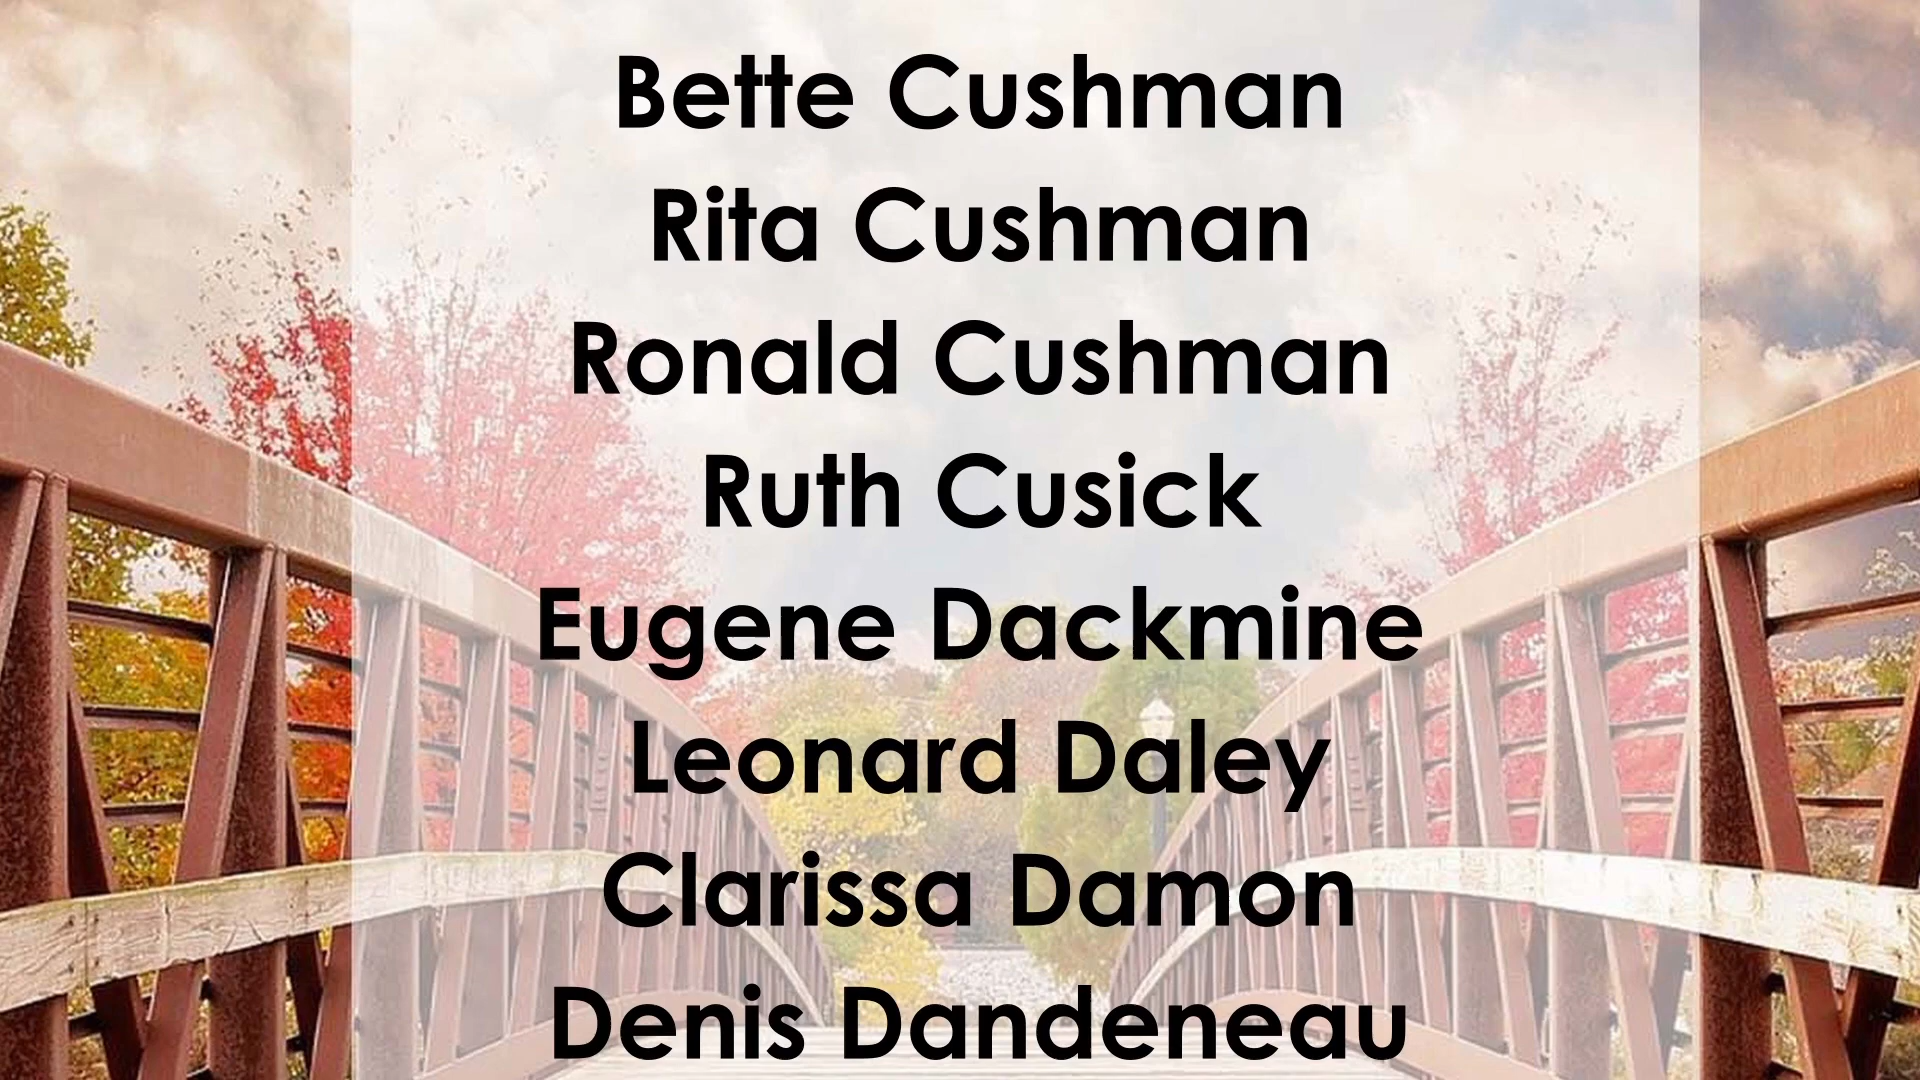 Bette Cushman
Rita Cushman
Ronald Cushman
Ruth Cusick
Eugene Dackmine
Leonard Daley
Clarissa Damon
Denis Dandeneau